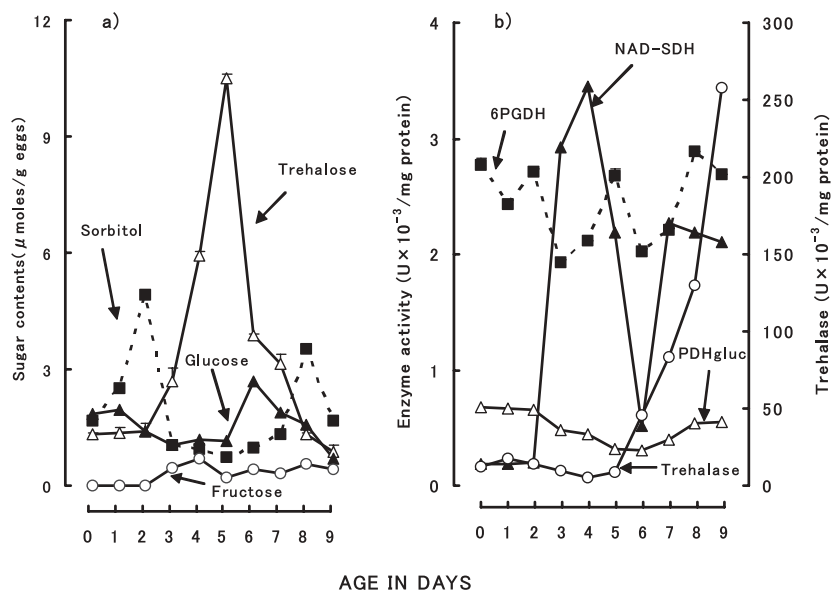 a)
12
9
6
3
0
Sugar contents(μmoles/g eggs)
Trehalose
Sorbitol
Glucose
Fructose
0 1 2 3 4 5 6 7 8 9
b)
4
3
2
1
0
Enzyme activity (U×10⁻³/mg protein)
NAD-SDH
6PGDH
PDHgluc
Trehalase
300
250
200
150
100
50
0
Trehalase (U×10⁻³/mg protein)
0 1 2 3 4 5 6 7 8 9
AGE IN DAYS